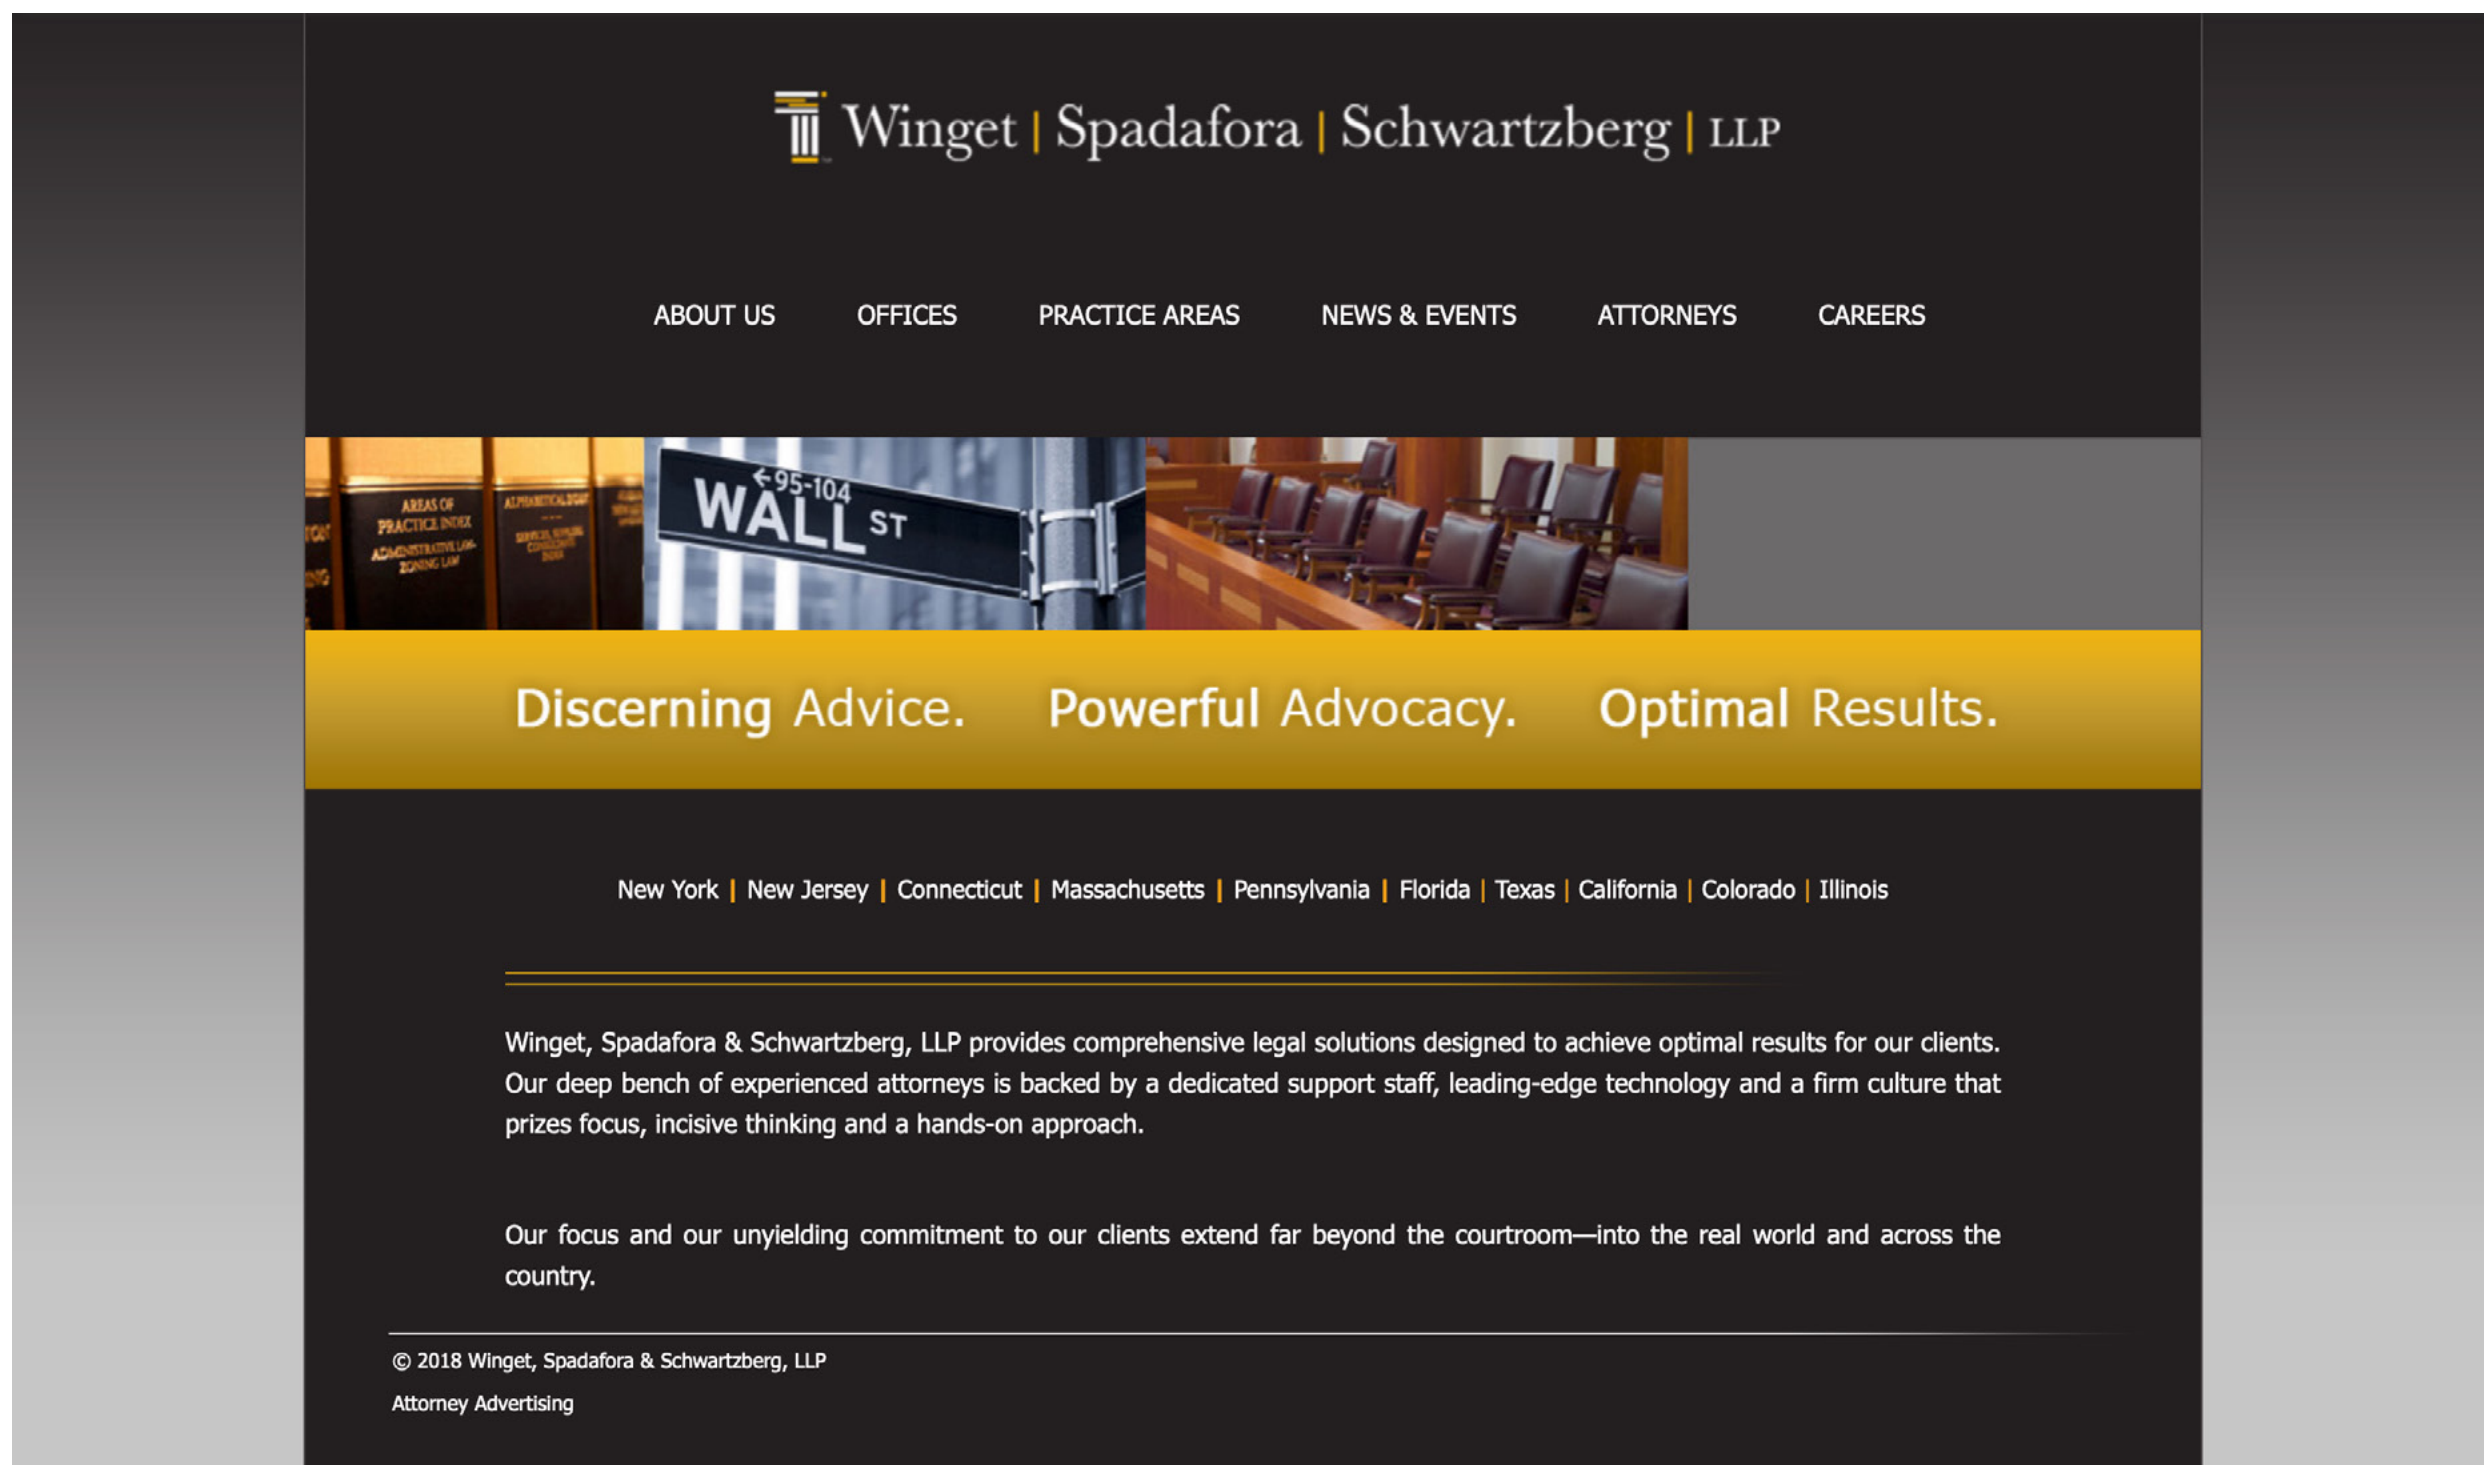 Winget | Spadafora | Schwartzberg | LLP
ABOUT US OFFICES PRACTICE AREAS NEWS & EVENTS ATTORNEYS CAREERS
AREAS OF
PRACTICE INDEX
ADMINISTRATIVE LAW-
ZONING LAW
←95-104
WALL ST
Discerning Advice. Powerful Advocacy. Optimal Results.
New York | New Jersey | Connecticut | Massachusetts | Pennsylvania | Florida | Texas | California | Colorado | Illinois
Winget, Spadafora & Schwartzberg, LLP provides comprehensive legal solutions designed to achieve optimal results for our clients.
Our deep bench of experienced attorneys is backed by a dedicated support staff, leading-edge technology and a firm culture that
prizes focus, incisive thinking and a hands-on approach.
Our focus and our unyielding commitment to our clients extend far beyond the courtroom—into the real world and across the
country.
© 2018 Winget, Spadafora & Schwartzberg, LLP
Attorney Advertising